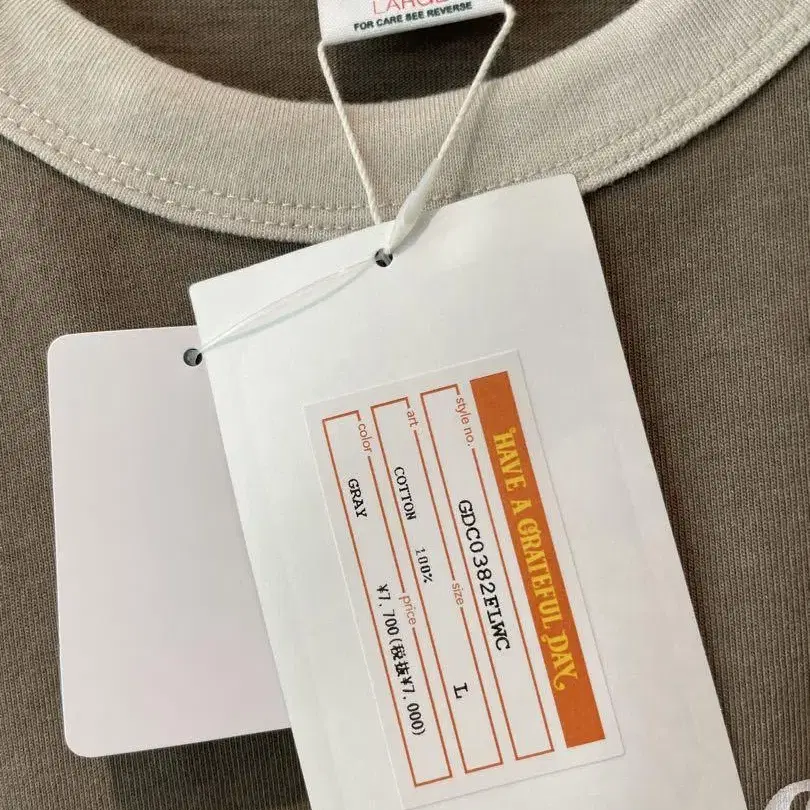 LARGE
FOR CARE SEE REVERSE
HAVE A GRATEFUL DAY
style no.
GDC0382FLWC
art
COTTON 100%
size
L
color
GRAY
price
¥7,700(税抜¥7,000)